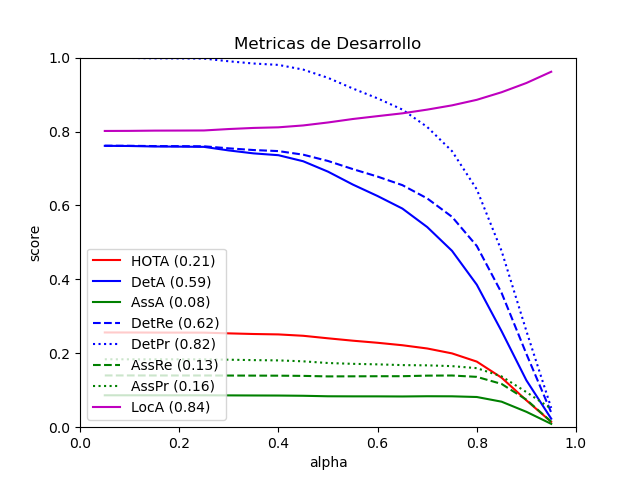 Metricas de Desarrollo
1.0
0.8
0.6
0.4
0.2
0.0
score
HOTA (0.21)
DetA (0.59)
AssA (0.08)
DetRe (0.62)
DetPr (0.82)
AssRe (0.13)
AssPr (0.16)
LocA (0.84)
0.0 0.2 0.4 0.6 0.8 1.0
alpha